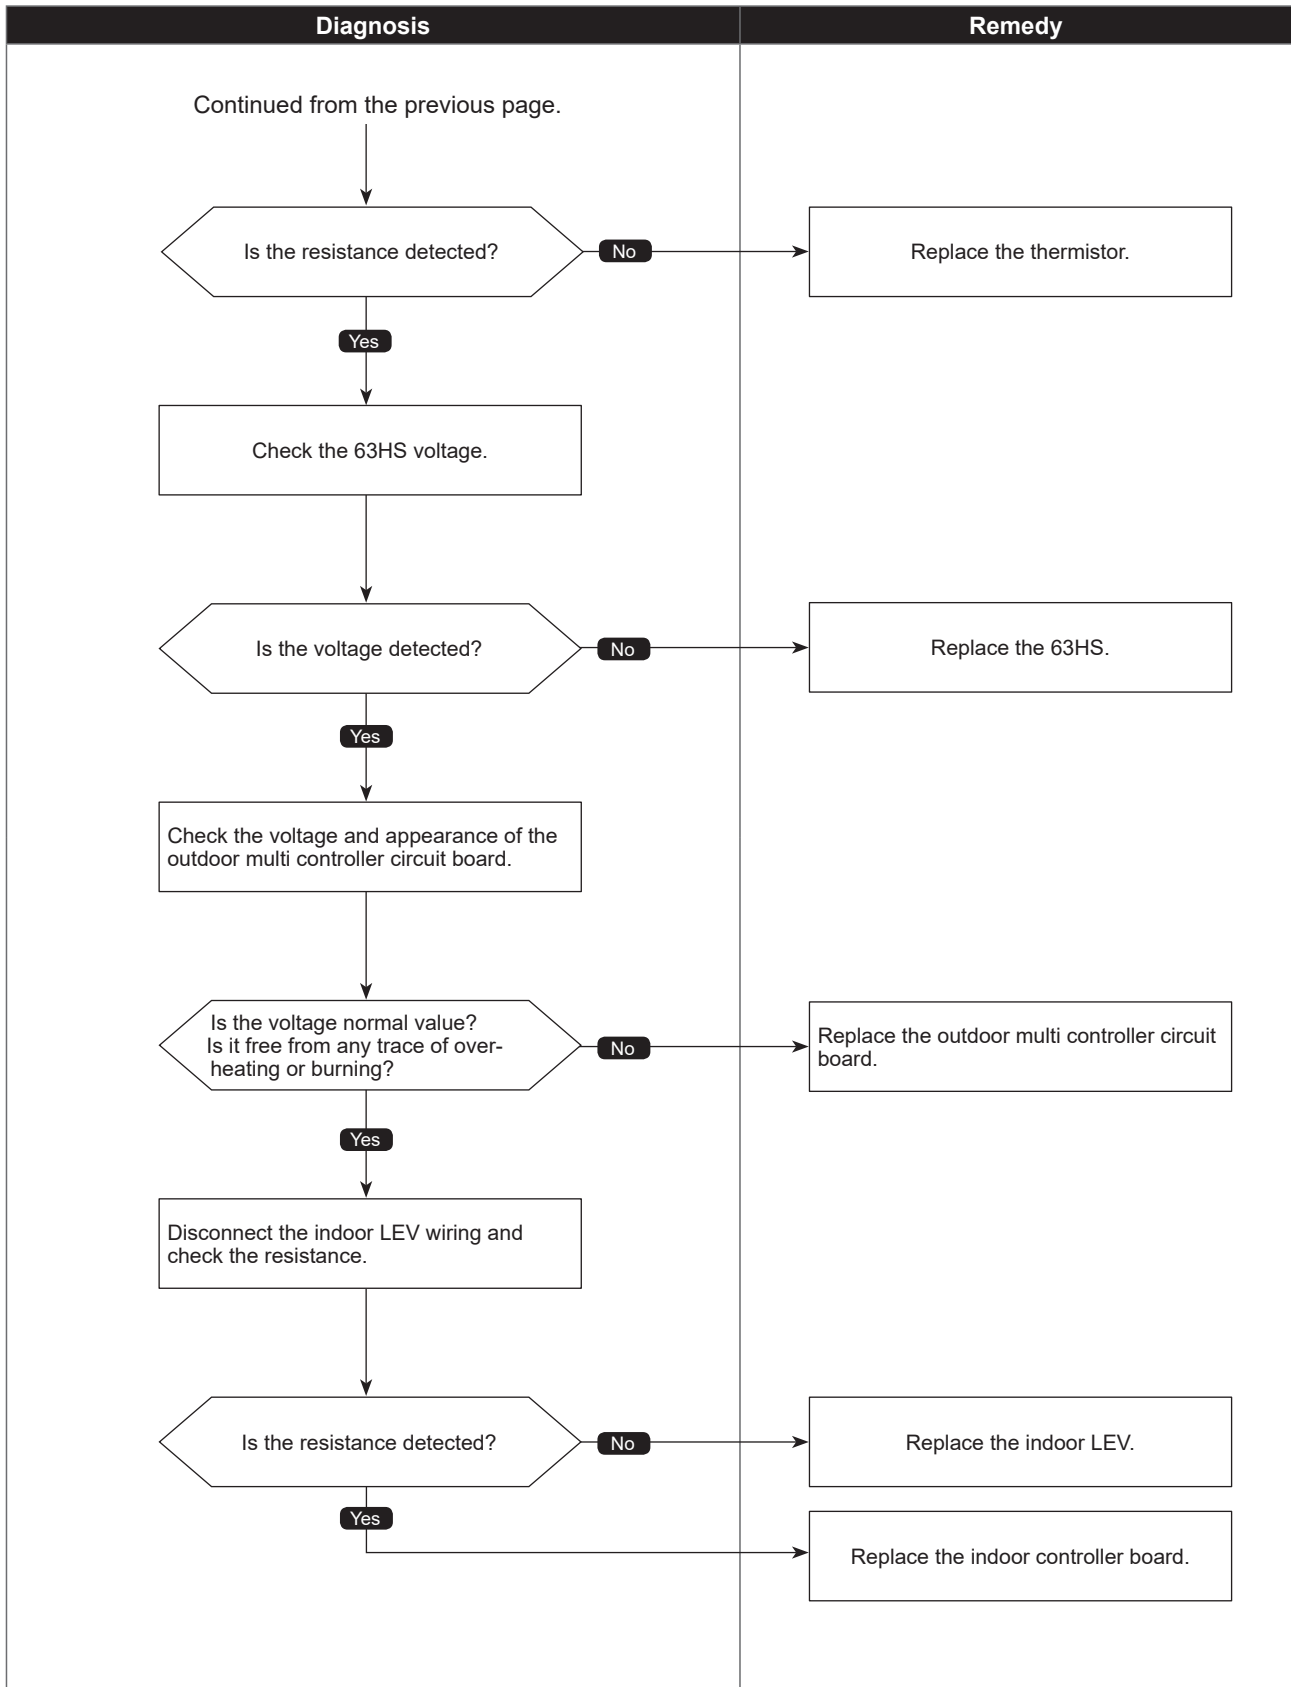 Diagnosis
Remedy
Continued from the previous page.
Is the resistance detected?
No
Replace the thermistor.
Yes
Check the 63HS voltage.
Is the voltage detected?
No
Replace the 63HS.
Yes
Check the voltage and appearance of the
outdoor multi controller circuit board.
Is the voltage normal value?
Is it free from any trace of over-
heating or burning?
No
Replace the outdoor multi controller circuit
board.
Yes
Disconnect the indoor LEV wiring and
check the resistance.
Is the resistance detected?
No
Replace the indoor LEV.
Yes
Replace the indoor controller board.